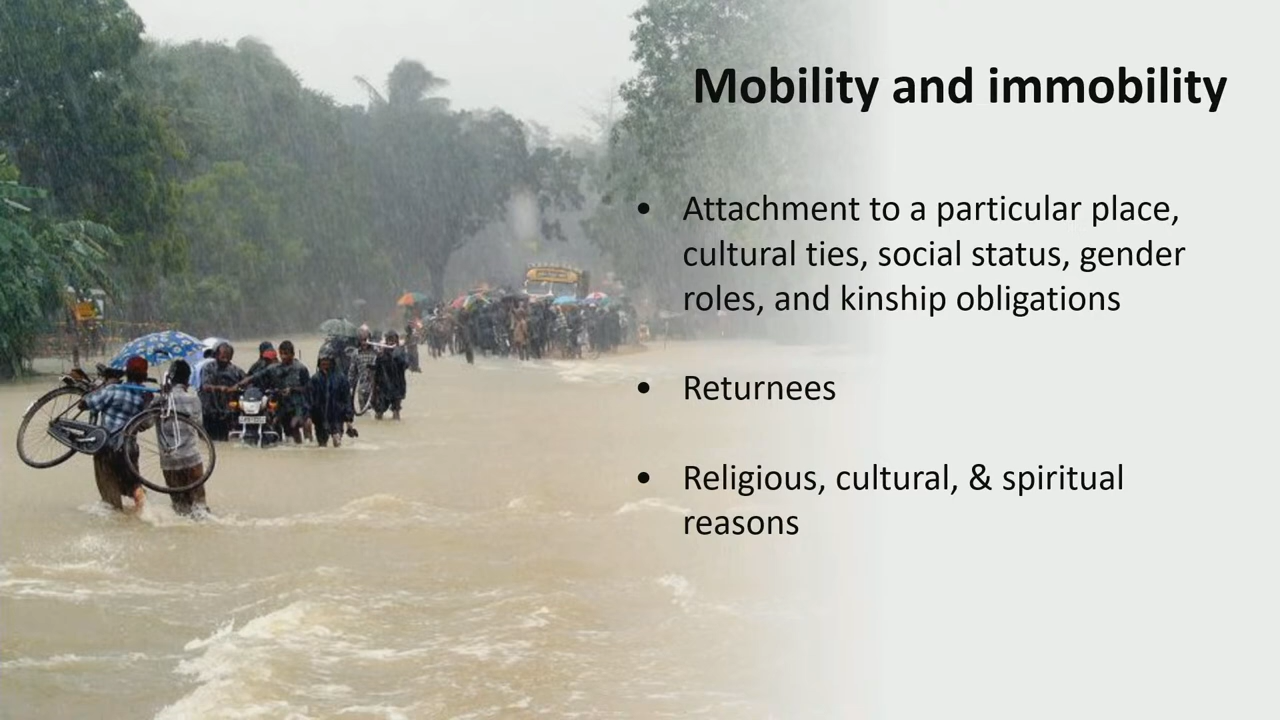 Mobility and immobility
• Attachment to a particular place,
cultural ties, social status, gender
roles, and kinship obligations
• Returnees
• Religious, cultural, & spiritual
reasons